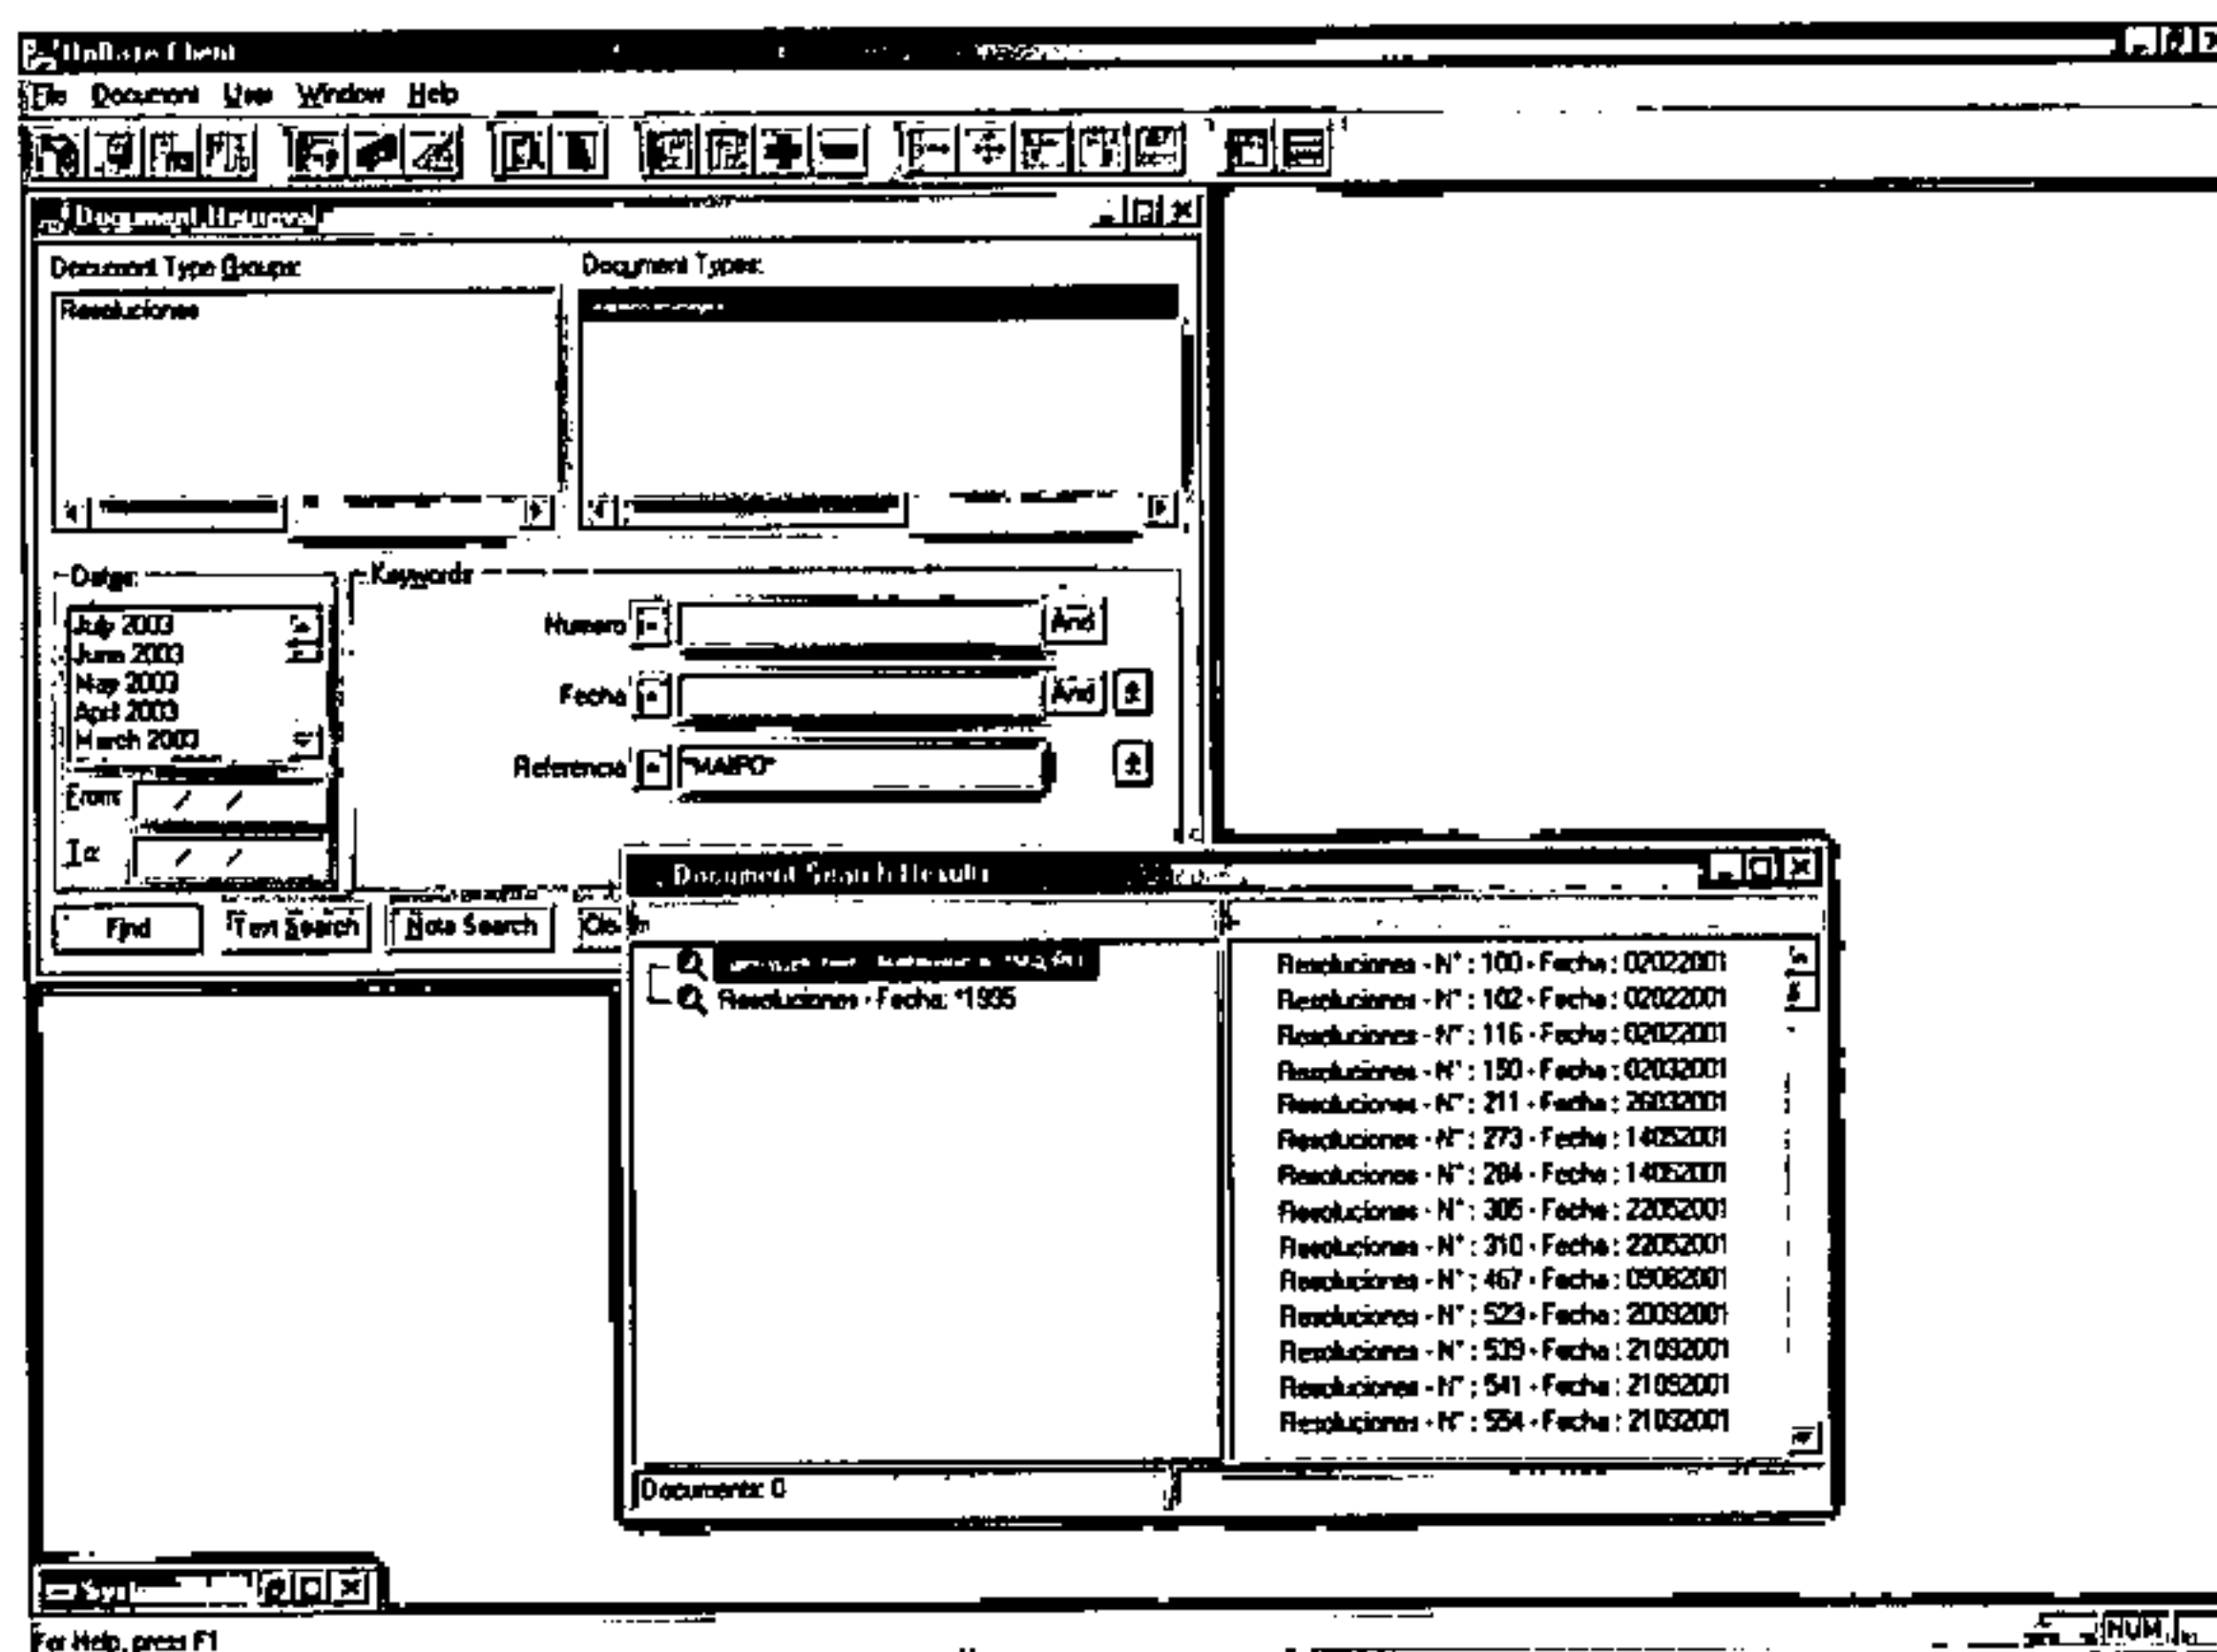 Client
File Document User Window Help
Document Retrieval
Document Type Groups:
Document Types:
Resoluciones
Dates:
July 2003
June 2003
May 2003
April 2003
March 2003
From: / /
To: / /
Keywords
Numero = And
Fecha = And
Referencia = *MAIPO*
Find
Text Search
Note Search
Document Search Results
Resoluciones - Fecha: *1995
Resoluciones - N° : 100 - Fecha : 02022001
Resoluciones - N° : 102 - Fecha : 02022001
Resoluciones - N° : 116 - Fecha : 02022001
Resoluciones - N° : 150 - Fecha : 02032001
Resoluciones - N° : 211 - Fecha : 26032001
Resoluciones - N° : 273 - Fecha : 14052001
Resoluciones - N° : 284 - Fecha : 14052001
Resoluciones - N° : 305 - Fecha : 22052001
Resoluciones - N° : 310 - Fecha : 22052001
Resoluciones - N° : 467 - Fecha :
Resoluciones - N° : 523 - Fecha : 20092001
Resoluciones - N° : 539 - Fecha : 21092001
Resoluciones - N° : 541 - Fecha : 21092001
Resoluciones - N° : 554 - Fecha : 21092001
Documents: 0
For Help, press F1
NUM